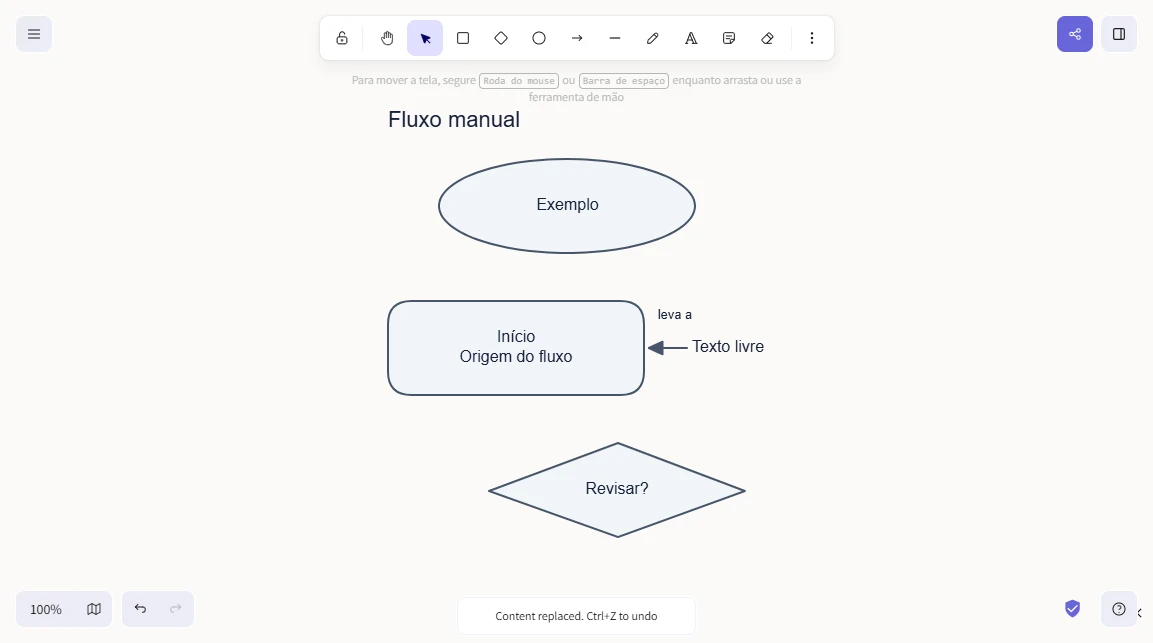 Para mover a tela, segure Roda do mouse ou Barra de espaço enquanto arrasta ou use a
ferramenta de mão
Fluxo manual
Exemplo
leva a
Início
Origem do fluxo
Texto livre
Revisar?
100%
Content replaced. Ctrl+Z to undo